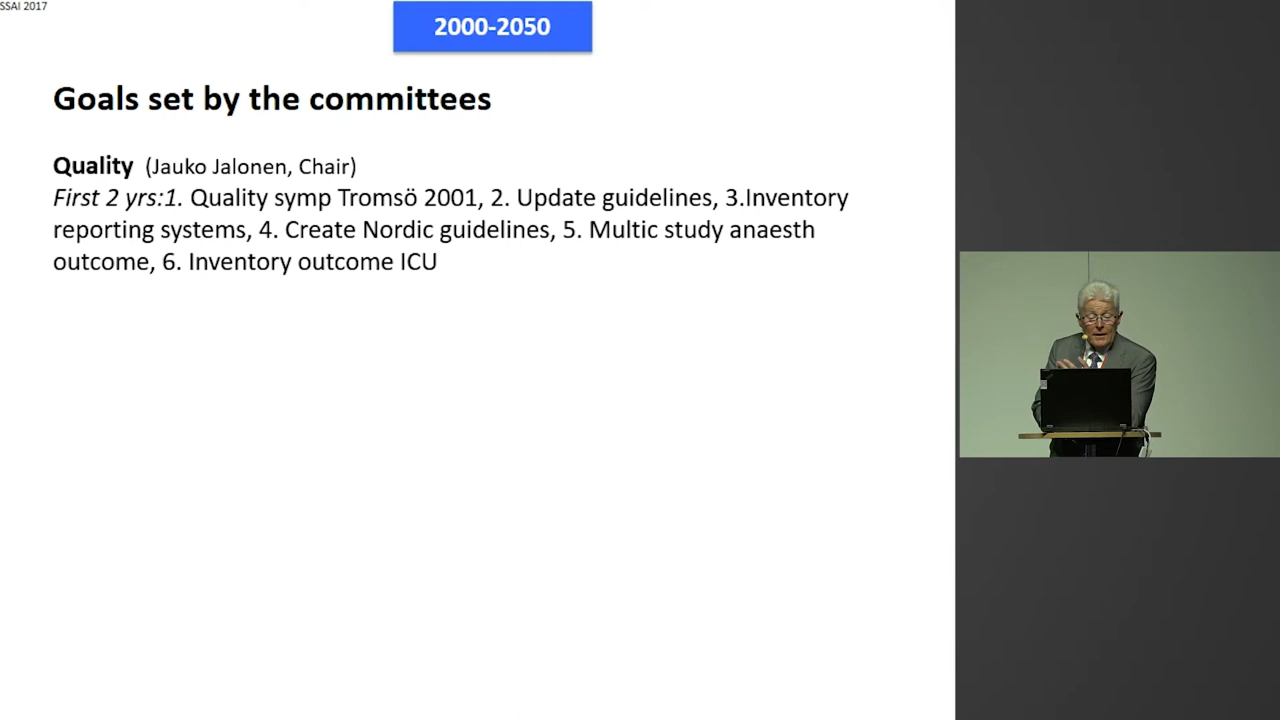 SSAI 2017
2000-2050
Goals set by the committees
Quality (Jauko Jalonen, Chair)
First 2 yrs:1. Quality symp Tromsö 2001, 2. Update guidelines, 3.Inventory
reporting systems, 4. Create Nordic guidelines, 5. Multic study anaesth
outcome, 6. Inventory outcome ICU